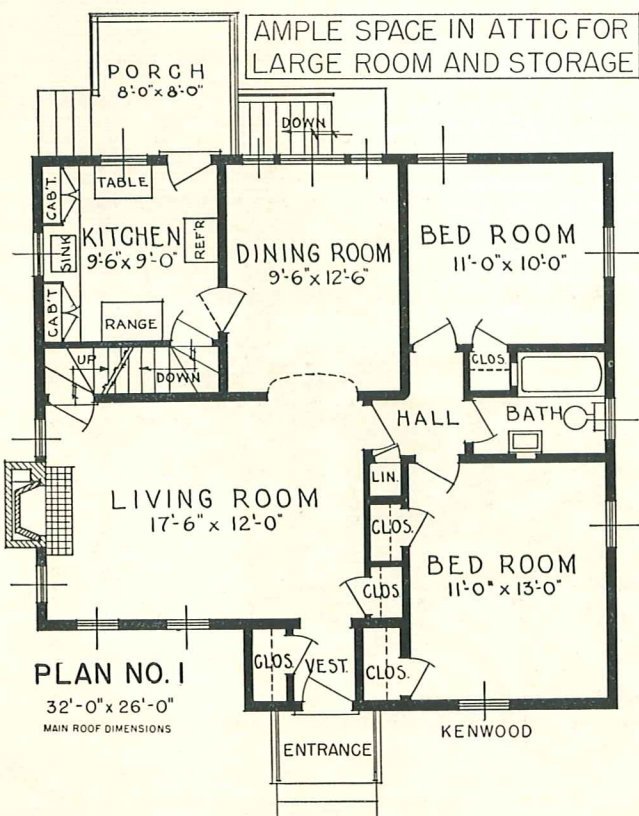 AMPLE SPACE IN ATTIC FOR
LARGE ROOM AND STORAGE
PORCH
8'-0" x 8'-0"
DOWN
CAB'T.
TABLE
SINK
KITCHEN
9'-6" x 9'-0"
REF'R
CAB'T
RANGE
DINING ROOM
9'-6" x 12'-6"
BED ROOM
11'-0" x 10'-0"
UP
DOWN
CLOS.
HALL
BATH
LIVING ROOM
17'-6" x 12'-0"
LIN.
CLOS.
CLOS.
BED ROOM
11'-0" x 13'-0"
CLOS.
VEST.
CLOS.
PLAN NO. 1
32'-0" x 26'-0"
MAIN ROOF DIMENSIONS
ENTRANCE
KENWOOD